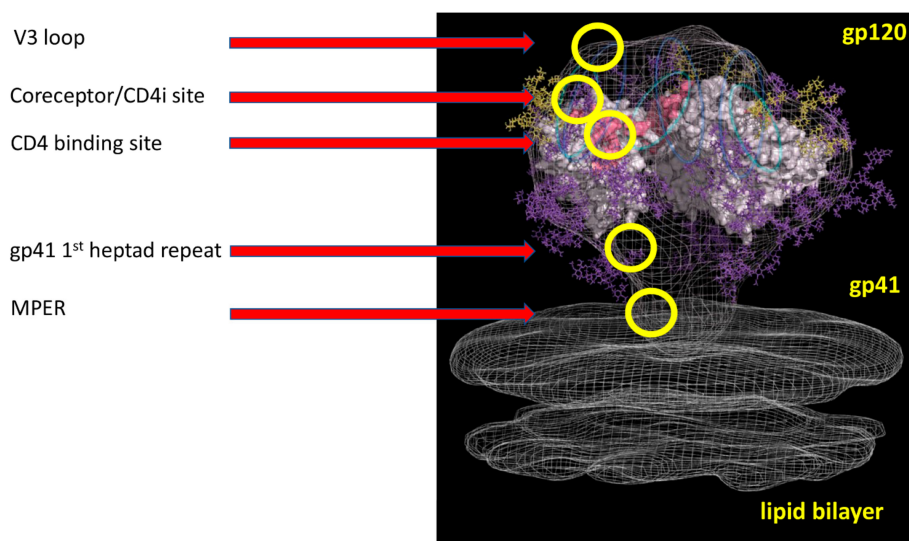 V3 loop
gp120
Coreceptor/CD4i site
CD4 binding site
gp41 1st heptad repeat
gp41
MPER
lipid bilayer